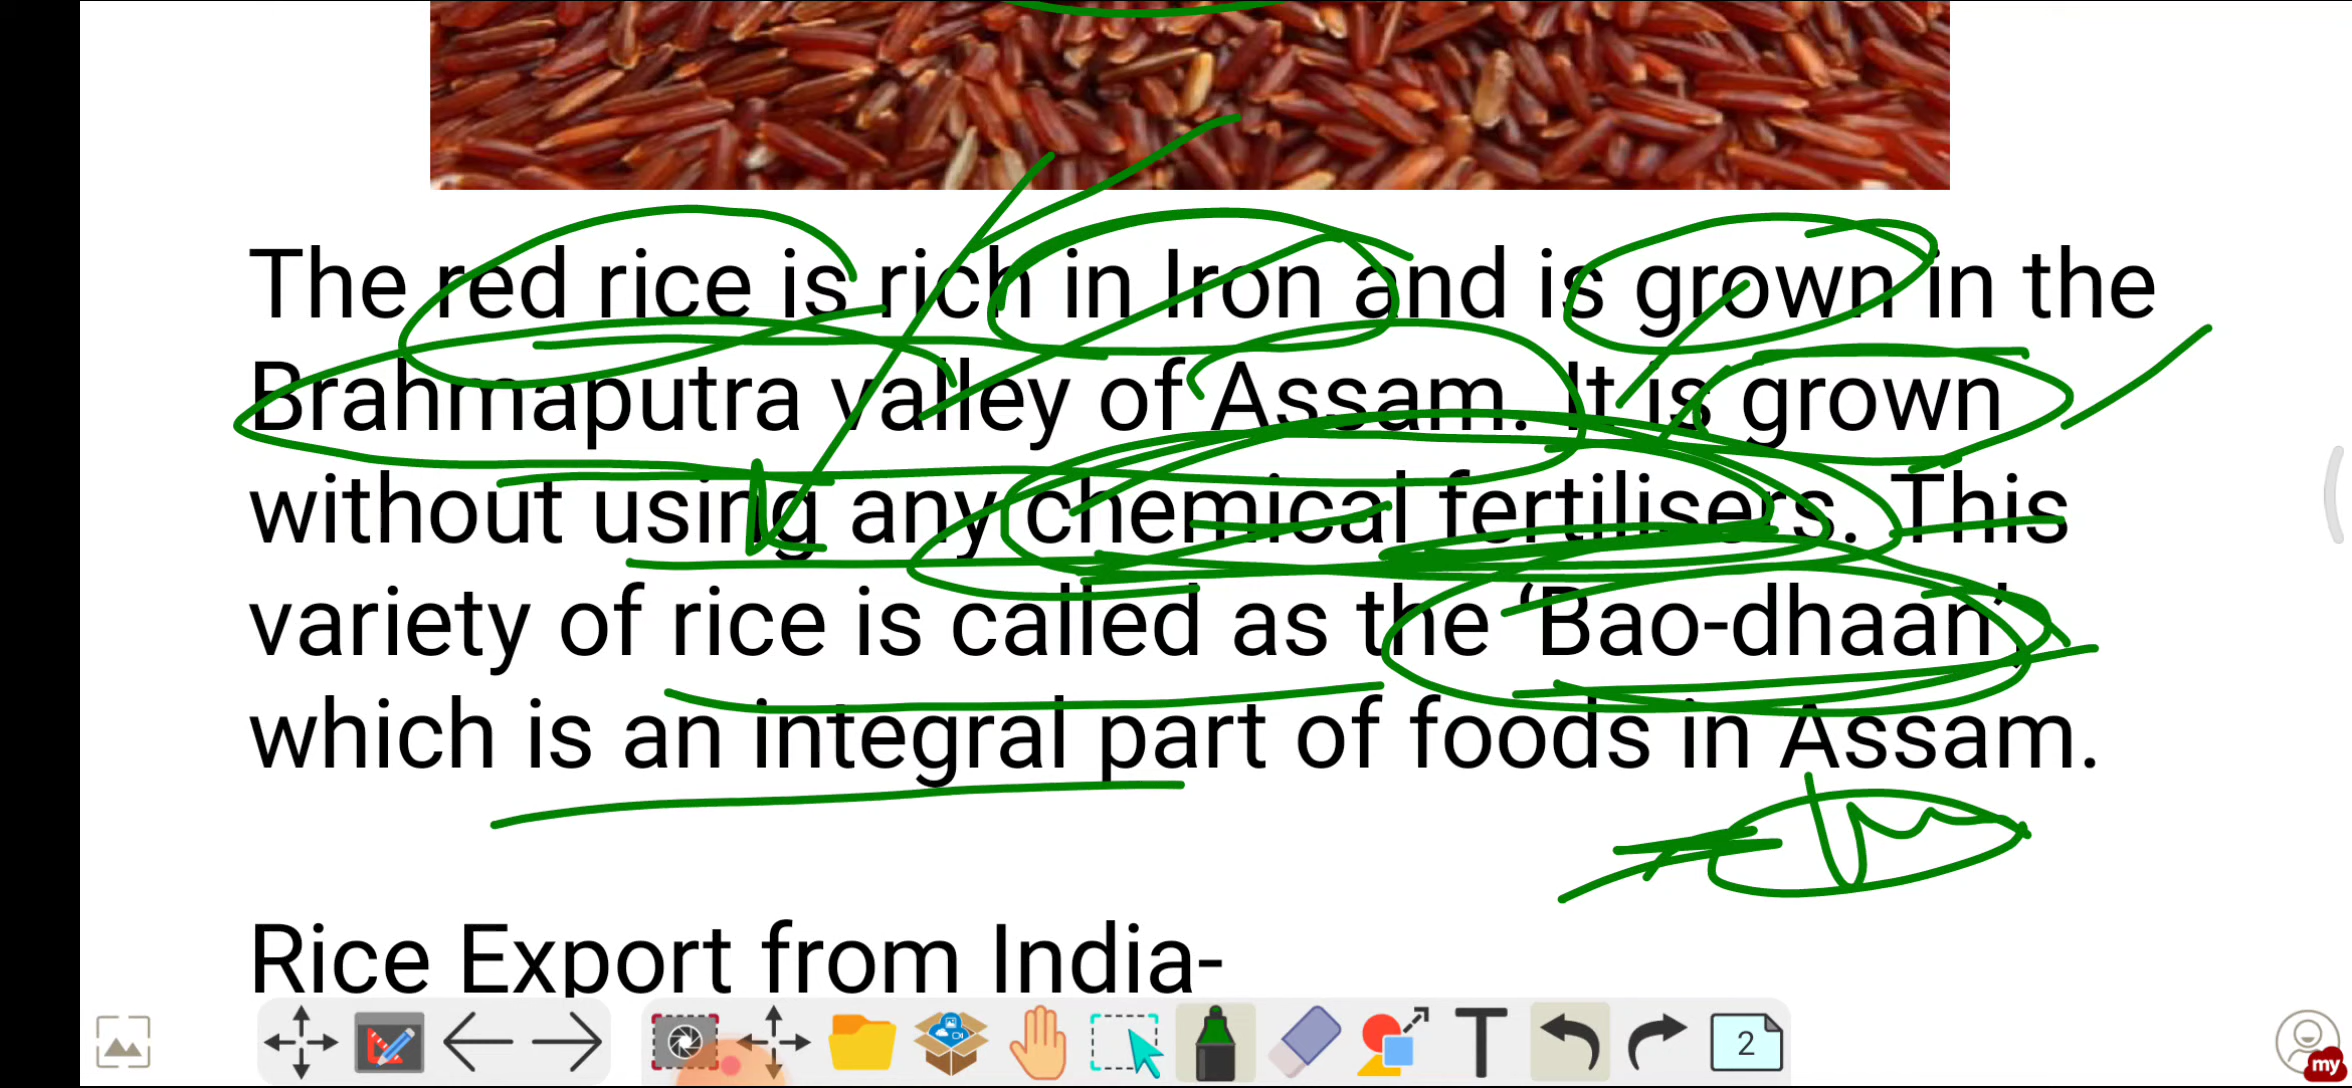 The red rice is rich in Iron and is grown in the
Brahmaputra valley of Assam. It is grown
without using any chemical fertilisers. This
variety of rice is called as the ‘Bao-dhaan’,
which is an integral part of foods in Assam.
Rice Export from India-
T
2
my